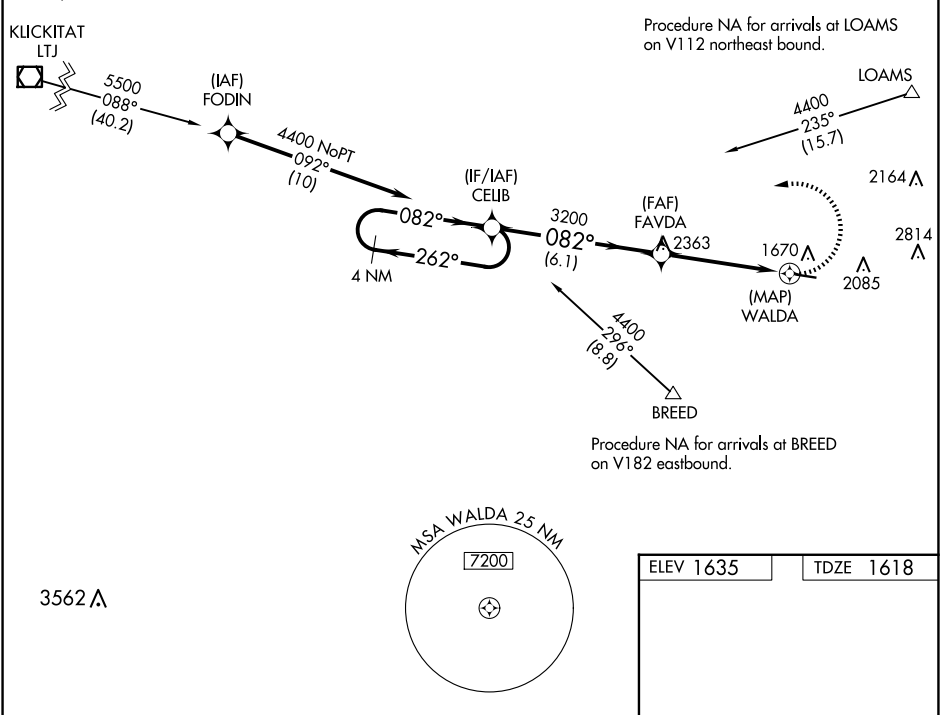 Procedure NA for arrivals at LOAMS
on V112 northeast bound.
KLICKITAT
LTJ
5500
088°
(40.2)
(IAF)
FODIN
4400 NoPT
092°
(10)
LOAMS
4400
235°
(15.7)
2164
(IF/IAF)
CELIB
082°
262°
4 NM
3200
082°
(6.1)
(FAF)
FAVDA
2363
1670
2814
2085
(MAP)
WALDA
4400
296°
(8.8)
BREED
Procedure NA for arrivals at BREED
on V182 eastbound.
MSA WALDA 25 NM
7200
3562
ELEV 1635
TDZE 1618